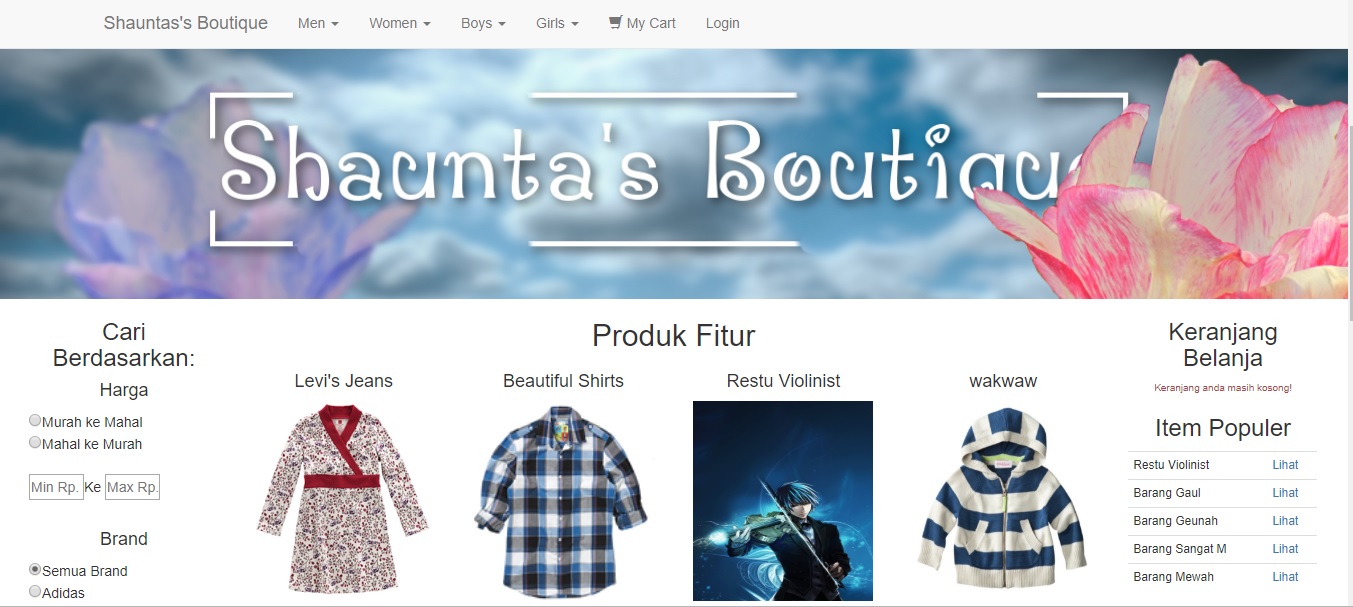 Shauntas's Boutique Men Women Boys Girls My Cart Login
Shaunta's Boutique
Cari
Berdasarkan:
Harga
Murah ke Mahal
Mahal ke Murah
Min Rp. Ke Max Rp.
Brand
Semua Brand
Adidas
Produk Fitur
Levi's Jeans
Beautiful Shirts
Restu Violinist
wakwaw
Keranjang
Belanja
Keranjang anda masih kosong!
Item Populer
Restu Violinist Lihat
Barang Gaul Lihat
Barang Geunah Lihat
Barang Sangat M Lihat
Barang Mewah Lihat